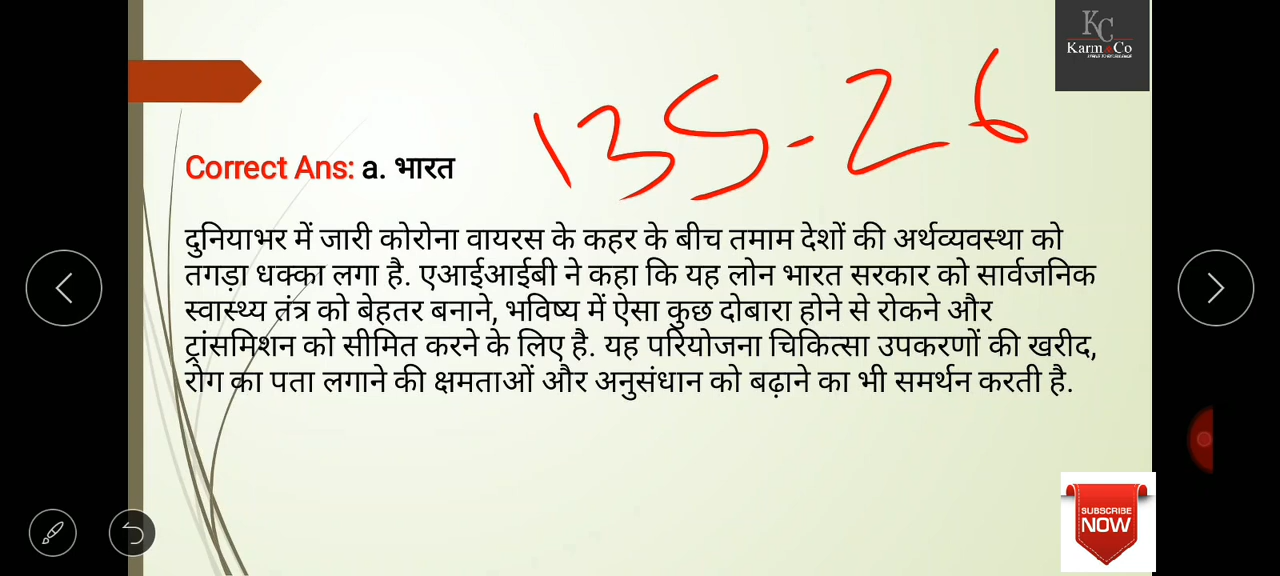 KC
Karm Co
135-26
Correct Ans: a. भारत
दुनियाभर में जारी कोरोना वायरस के कहर के बीच तमाम देशों की अर्थव्यवस्था को
तगड़ा धक्का लगा है. एआईआईबी ने कहा कि यह लोन भारत सरकार को सार्वजनिक
स्वास्थ्य तंत्र को बेहतर बनाने, भविष्य में ऐसा कुछ दोबारा होने से रोकने और
ट्रांसमिशन को सीमित करने के लिए है. यह परियोजना चिकित्सा उपकरणों की खरीद,
रोग का पता लगाने की क्षमताओं और अनुसंधान को बढ़ाने का भी समर्थन करती है.
SUBSCRIBE
NOW